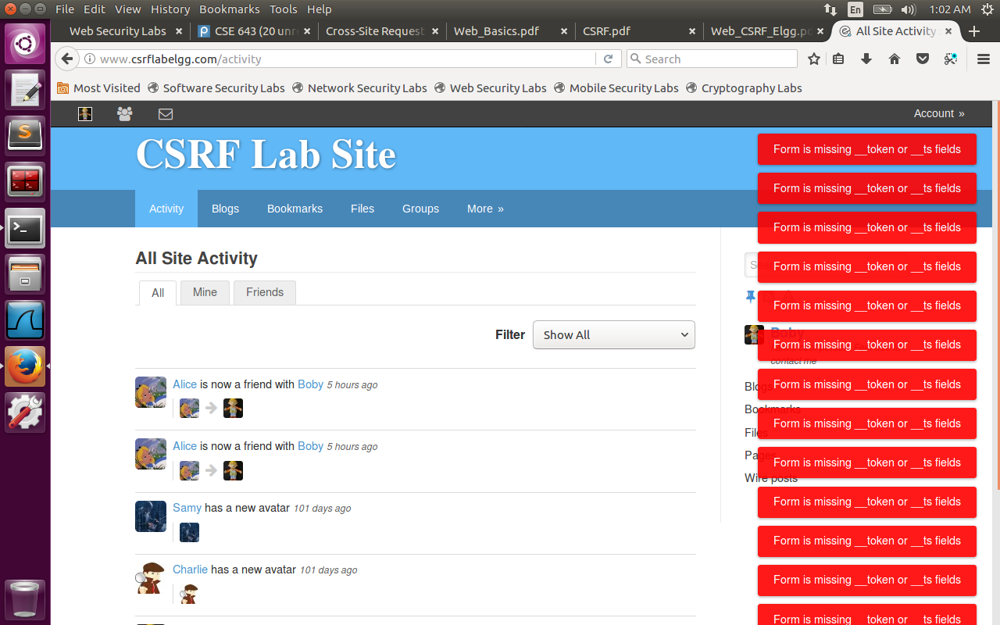 File Edit View History Bookmarks Tools Help
En
1:02 AM
Web Security Labs
CSE 643 (20 unr
Cross-Site Request
Web_Basics.pdf
CSRF.pdf
Web_CSRF_Elgg.p
All Site Activity
www.csrflabelgg.com/activity
Search
Most Visited
Software Security Labs
Network Security Labs
Web Security Labs
Mobile Security Labs
Cryptography Labs
Account »
CSRF Lab Site
Activity
Blogs
Bookmarks
Files
Groups
More »
All Site Activity
All
Mine
Friends
Filter
Show All
Alice is now a friend with Boby 5 hours ago
Alice is now a friend with Boby 5 hours ago
Samy has a new avatar 101 days ago
Charlie has a new avatar 101 days ago
Form is missing __token or __ts fields
Form is missing __token or __ts fields
Form is missing __token or __ts fields
Form is missing __token or __ts fields
Form is missing __token or __ts fields
Form is missing __token or __ts fields
Form is missing __token or __ts fields
Form is missing __token or __ts fields
Form is missing __token or __ts fields
Form is missing __token or __ts fields
Form is missing __token or __ts fields
Form is missing __token or __ts fields
Form is missing __token or __ts fields
Boby
contact me
Blogs
Bookmarks
Files
Pages
Wire posts